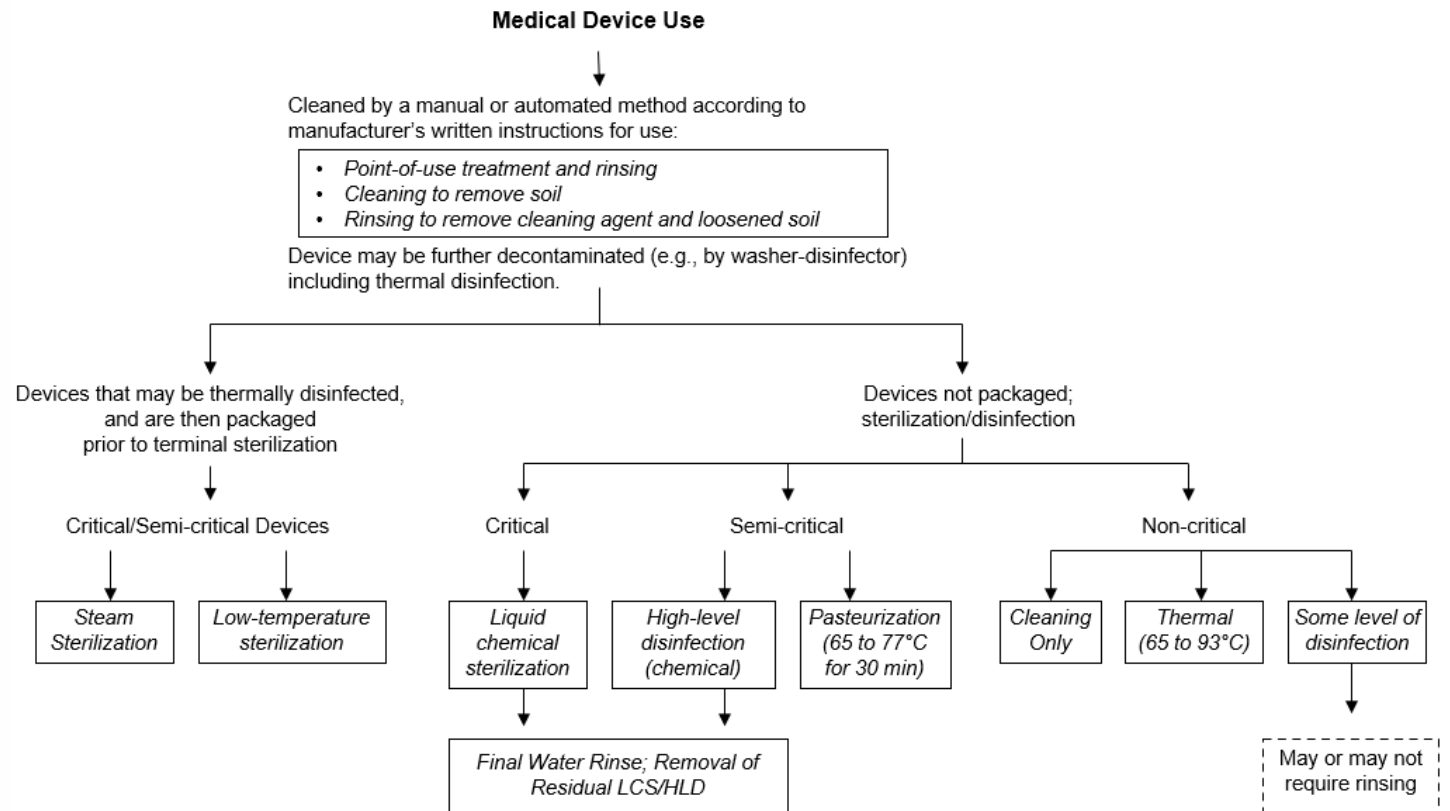 Medical Device Use
Cleaned by a manual or automated method according to
manufacturer's written instructions for use:
• Point-of-use treatment and rinsing
• Cleaning to remove soil
• Rinsing to remove cleaning agent and loosened soil
Device may be further decontaminated (e.g., by washer-disinfector)
including thermal disinfection.
Devices that may be thermally disinfected,
and are then packaged
prior to terminal sterilization
Devices not packaged;
sterilization/disinfection
Critical/Semi-critical Devices
Critical
Semi-critical
Non-critical
Steam
Sterilization
Low-temperature
sterilization
Liquid
chemical
sterilization
High-level
disinfection
(chemical)
Pasteurization
(65 to 77°C
for 30 min)
Cleaning
Only
Thermal
(65 to 93°C)
Some level of
disinfection
Final Water Rinse; Removal of
Residual LCS/HLD
May or may not
require rinsing